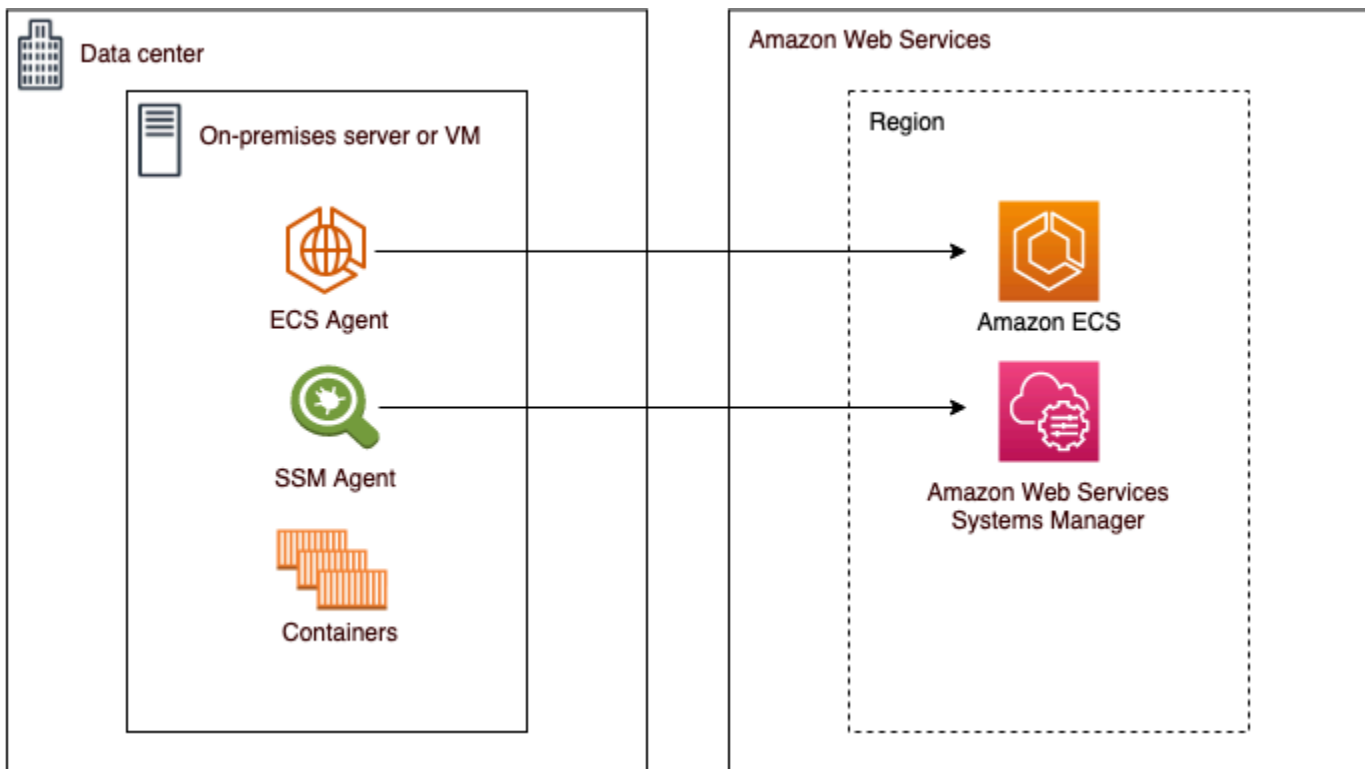 Data center
On-premises server or VM
ECS Agent
SSM Agent
Containers
Amazon Web Services
Region
Amazon ECS
Amazon Web Services
Systems Manager